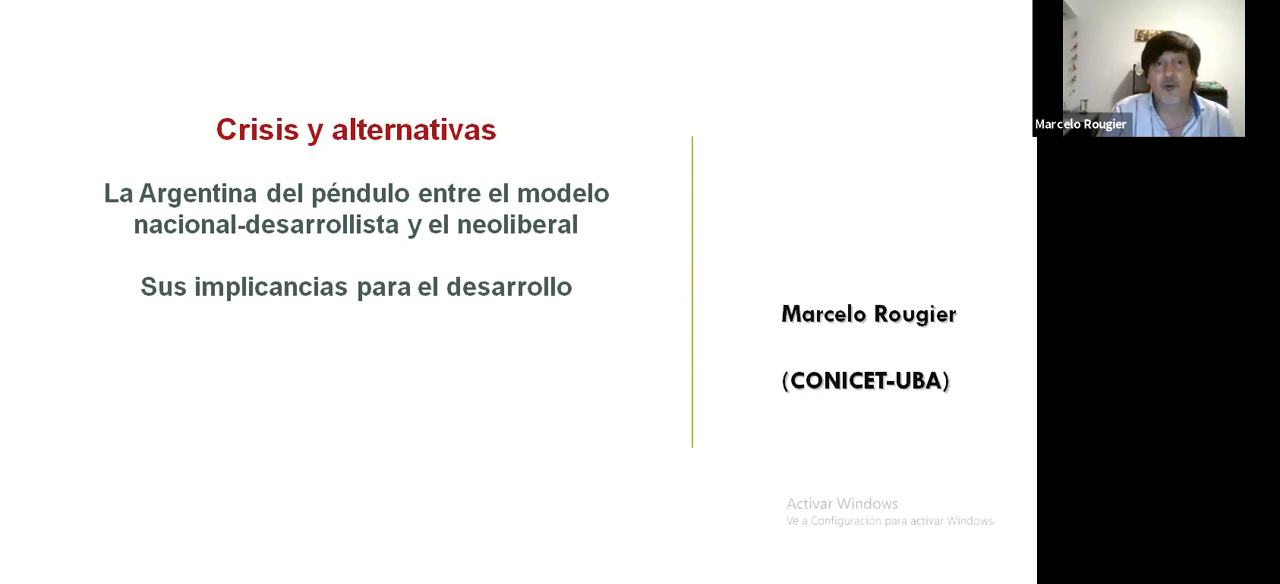 Crisis y alternativas
La Argentina del péndulo entre el modelo
nacional-desarrollista y el neoliberal
Sus implicancias para el desarrollo
Marcelo Rougier
(CONICET-UBA)
Activar Windows
Ve a Configuración para activar Windows.
Marcelo Rougier